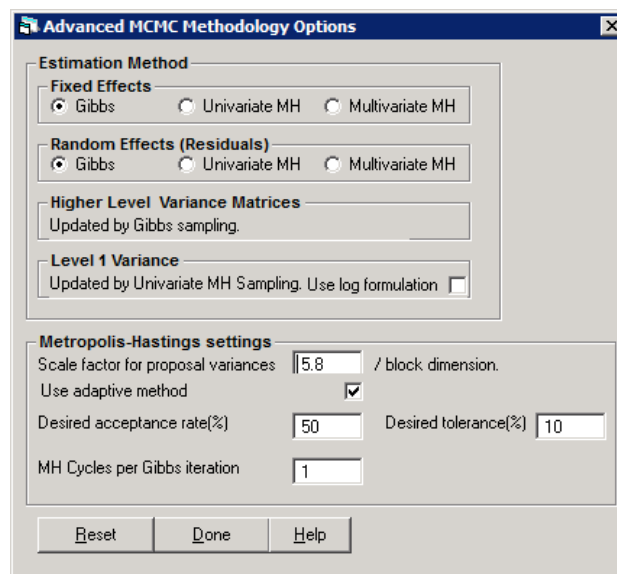 Advanced MCMC Methodology Options
Estimation Method
Fixed Effects
Gibbs Univariate MH Multivariate MH
Random Effects (Residuals)
Gibbs Univariate MH Multivariate MH
Higher Level Variance Matrices
Updated by Gibbs sampling.
Level 1 Variance
Updated by Univariate MH Sampling. Use log formulation
Metropolis-Hastings settings
Scale factor for proposal variances 5.8 / block dimension.
Use adaptive method
Desired acceptance rate(%) 50 Desired tolerance(%) 10
MH Cycles per Gibbs iteration 1
Reset Done Help